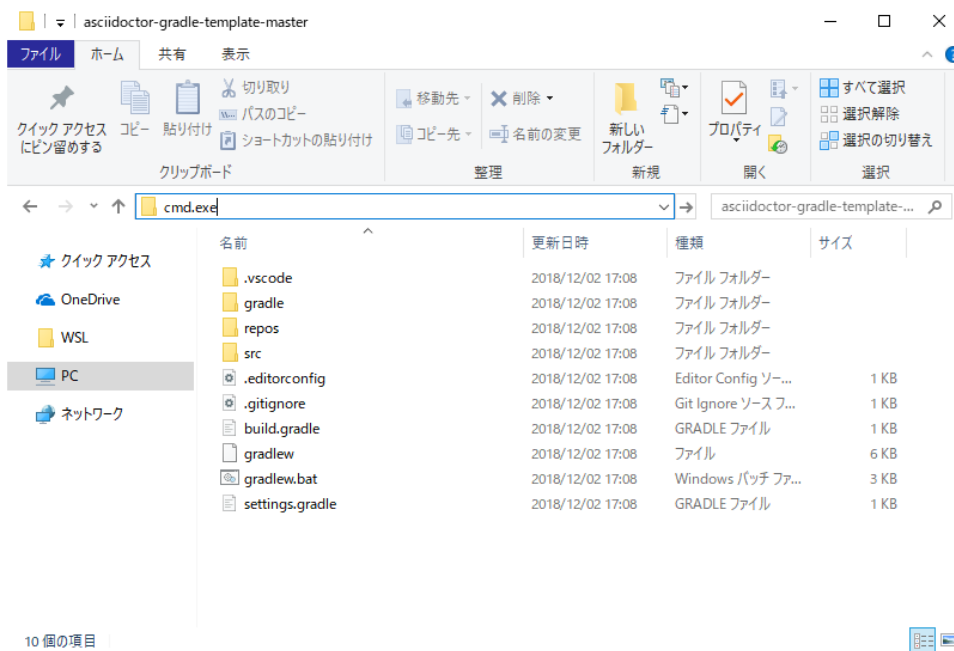 asciidoctor-gradle-template-master
ファイル ホーム 共有 表示
クイック アクセスにピン留めする
コピー
貼り付け
切り取り
パスのコピー
ショートカットの貼り付け
クリップボード
移動先
コピー先
削除
名前の変更
整理
新しいフォルダー
新規
プロパティ
開く
すべて選択
選択解除
選択の切り替え
選択
cmd.exe
asciidoctor-gradle-template-...
クイック アクセス
OneDrive
WSL
PC
ネットワーク
名前 更新日時 種類 サイズ
.vscode 2018/12/02 17:08 ファイル フォルダー
gradle 2018/12/02 17:08 ファイル フォルダー
repos 2018/12/02 17:08 ファイル フォルダー
src 2018/12/02 17:08 ファイル フォルダー
.editorconfig 2018/12/02 17:08 Editor Config ソー... 1 KB
.gitignore 2018/12/02 17:08 Git Ignore ソース フ... 1 KB
build.gradle 2018/12/02 17:08 GRADLE ファイル 1 KB
gradlew 2018/12/02 17:08 ファイル 6 KB
gradlew.bat 2018/12/02 17:08 Windows バッチ ファ... 3 KB
settings.gradle 2018/12/02 17:08 GRADLE ファイル 1 KB
10 個の項目